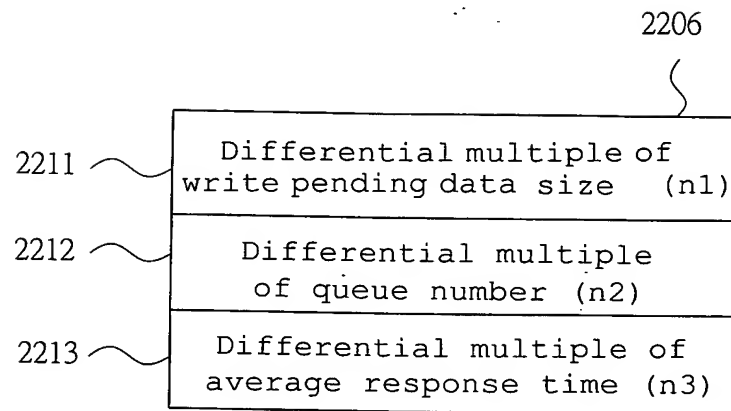 2206
2211
Differential multiple of
write pending data size (n1)
2212
Differential multiple
of queue number (n2)
2213
Differential multiple of
average response time (n3)